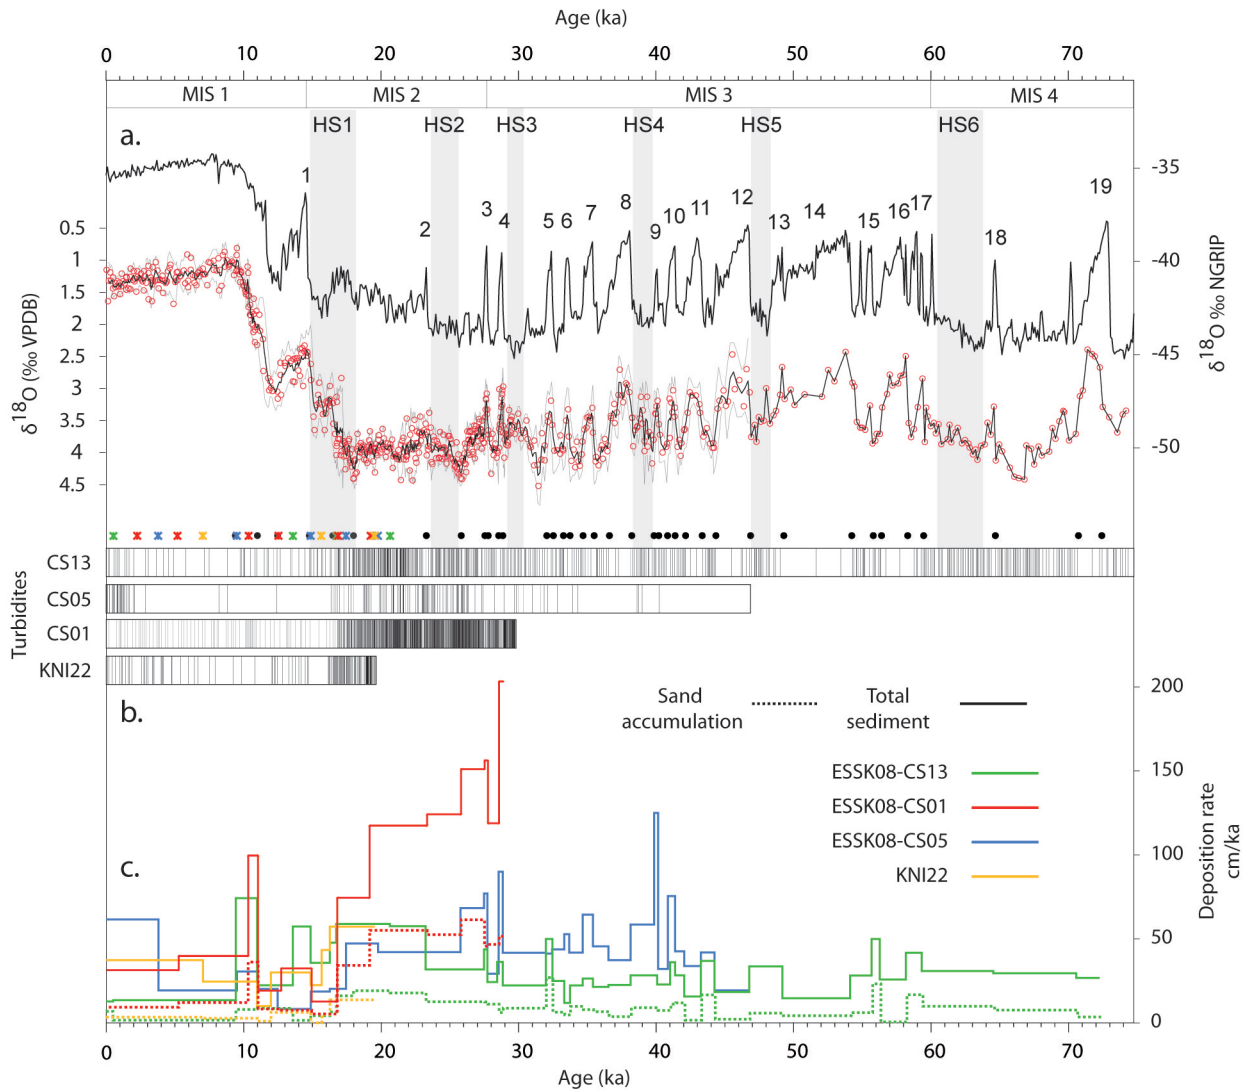 Age (ka)
0 10 20 30 40 50 60 70
MIS 1 MIS 2 MIS 3 MIS 4
a. HS1 HS2 HS3 HS4 HS5 HS6
1 2 3 4 5 6 7 8 9 10 11 12 13 14 15 16 17 18 19
0.5
1
1.5
2
2.5
3
3.5
4
4.5
δ18O (‰ VPDB)
-35
-40
-45
-50
δ18O ‰ NGRIP
Turbidites
CS13
CS05
CS01
KNI22
b.
Sand
accumulation
Total
sediment
ESSK08-CS13
ESSK08-CS01
ESSK08-CS05
KNI22
c.
200
150
100
50
0
Deposition rate
cm/ka
0 10 20 30 40 50 60 70
Age (ka)